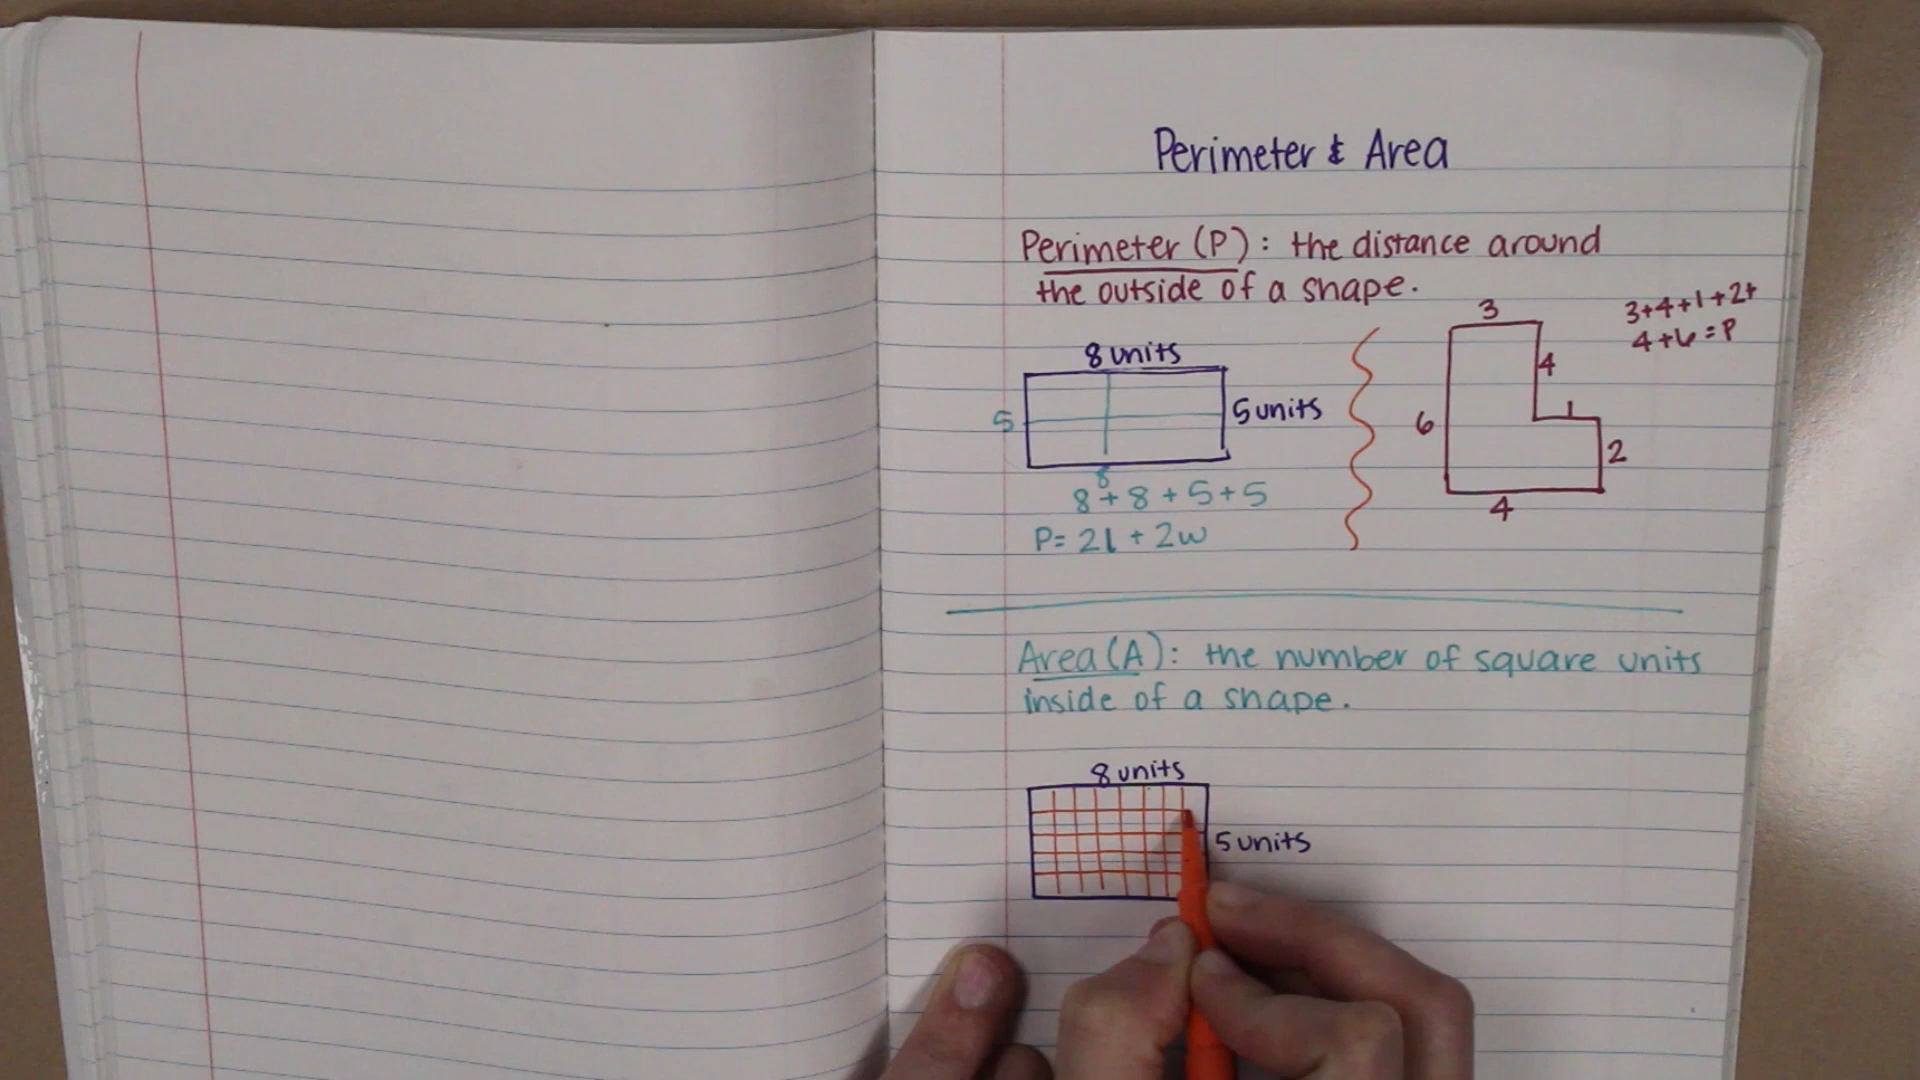 Perimeter & Area
Perimeter (P): the distance around
the outside of a shape.
8 units
5 units
5
8
8 + 8 + 5 + 5
P = 2l + 2w
3
4
1
2
4
6
3+4+1+2+
4+6=P
Area (A): the number of square units
inside of a shape.
8 units
5 units